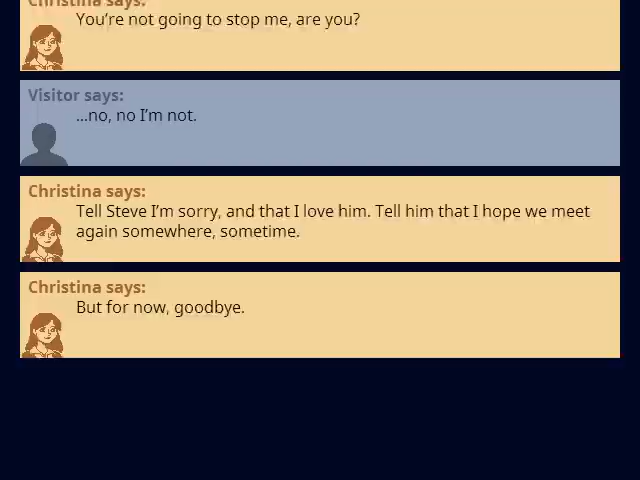 Christina says:
You’re not going to stop me, are you?
Visitor says:
...no, no I’m not.
Christina says:
Tell Steve I’m sorry, and that I love him. Tell him that I hope we meet
again somewhere, sometime.
Christina says:
But for now, goodbye.